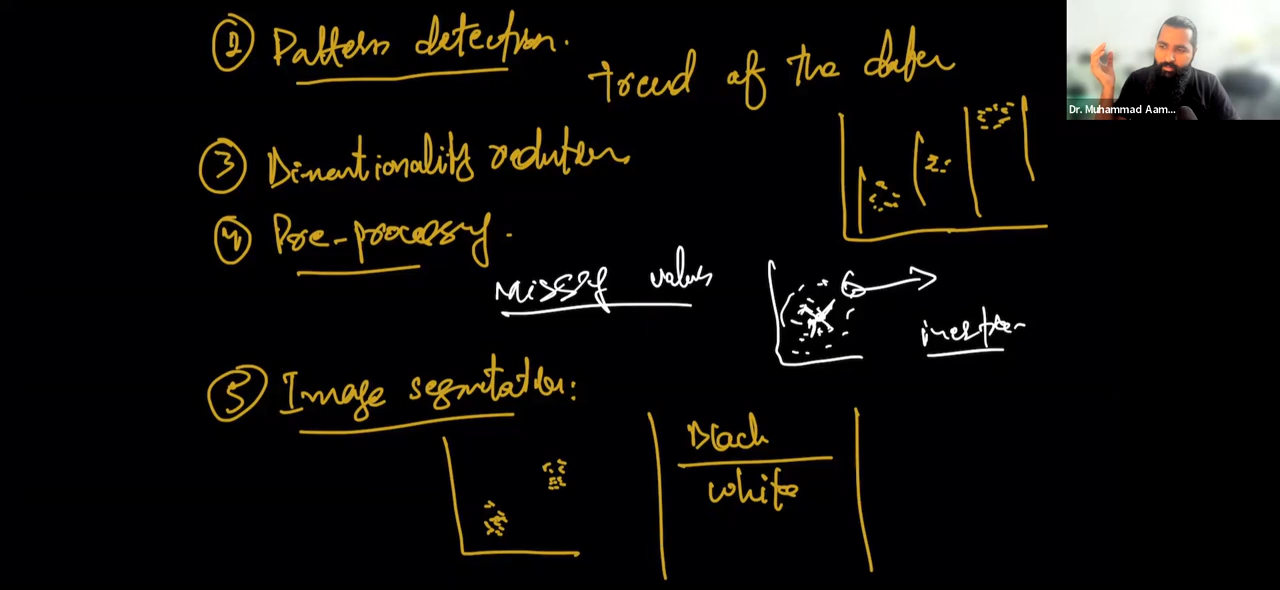 ② Pattern detection.
trend of the data
Dr. Muhammad Aam...
③ Dimentionality reduction
④ Pre-processing.
missing values
⑤ Image segmentation:
Black
white